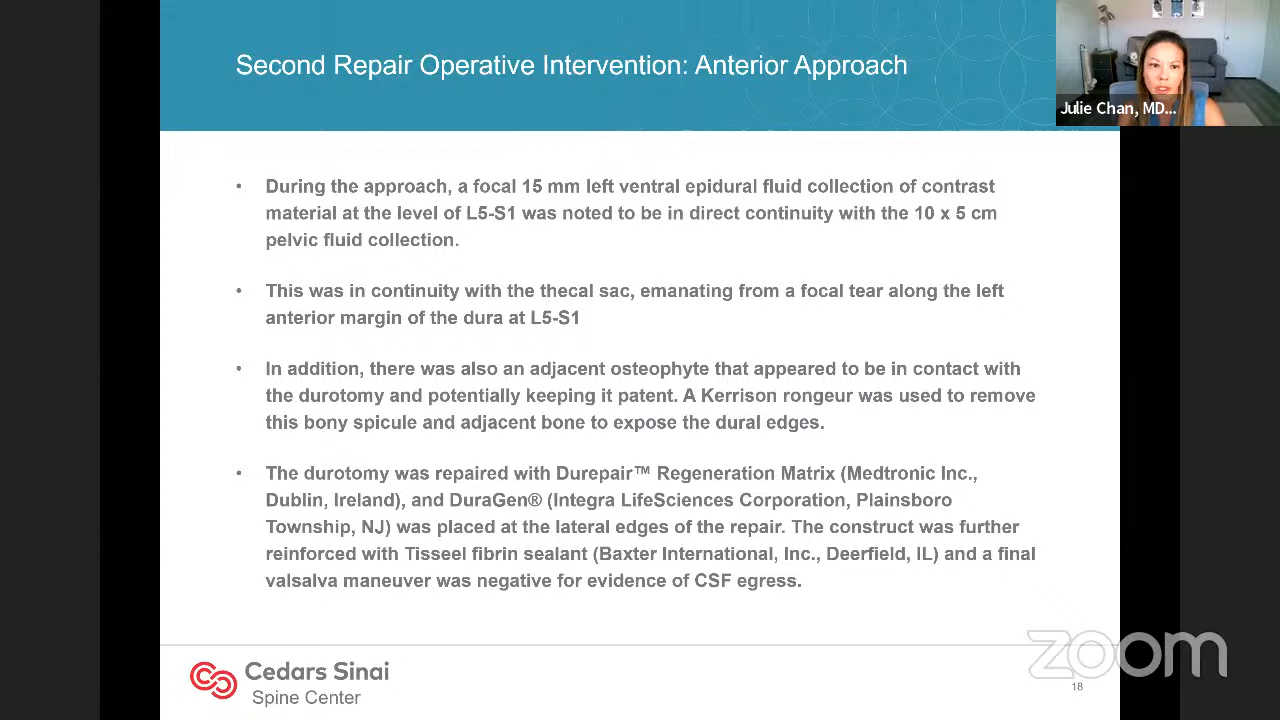 Second Repair Operative Intervention: Anterior Approach
Julie Chan, MD...
• During the approach, a focal 15 mm left ventral epidural fluid collection of contrast
material at the level of L5-S1 was noted to be in direct continuity with the 10 x 5 cm
pelvic fluid collection.
• This was in continuity with the thecal sac, emanating from a focal tear along the left
anterior margin of the dura at L5-S1
• In addition, there was also an adjacent osteophyte that appeared to be in contact with
the durotomy and potentially keeping it patent. A Kerrison rongeur was used to remove
this bony spicule and adjacent bone to expose the dural edges.
• The durotomy was repaired with Durepair™ Regeneration Matrix (Medtronic Inc.,
Dublin, Ireland), and DuraGen® (Integra LifeSciences Corporation, Plainsboro
Township, NJ) was placed at the lateral edges of the repair. The construct was further
reinforced with Tisseel fibrin sealant (Baxter International, Inc., Deerfield, IL) and a final
valsalva maneuver was negative for evidence of CSF egress.
Cedars Sinai
Spine Center
zoom
18